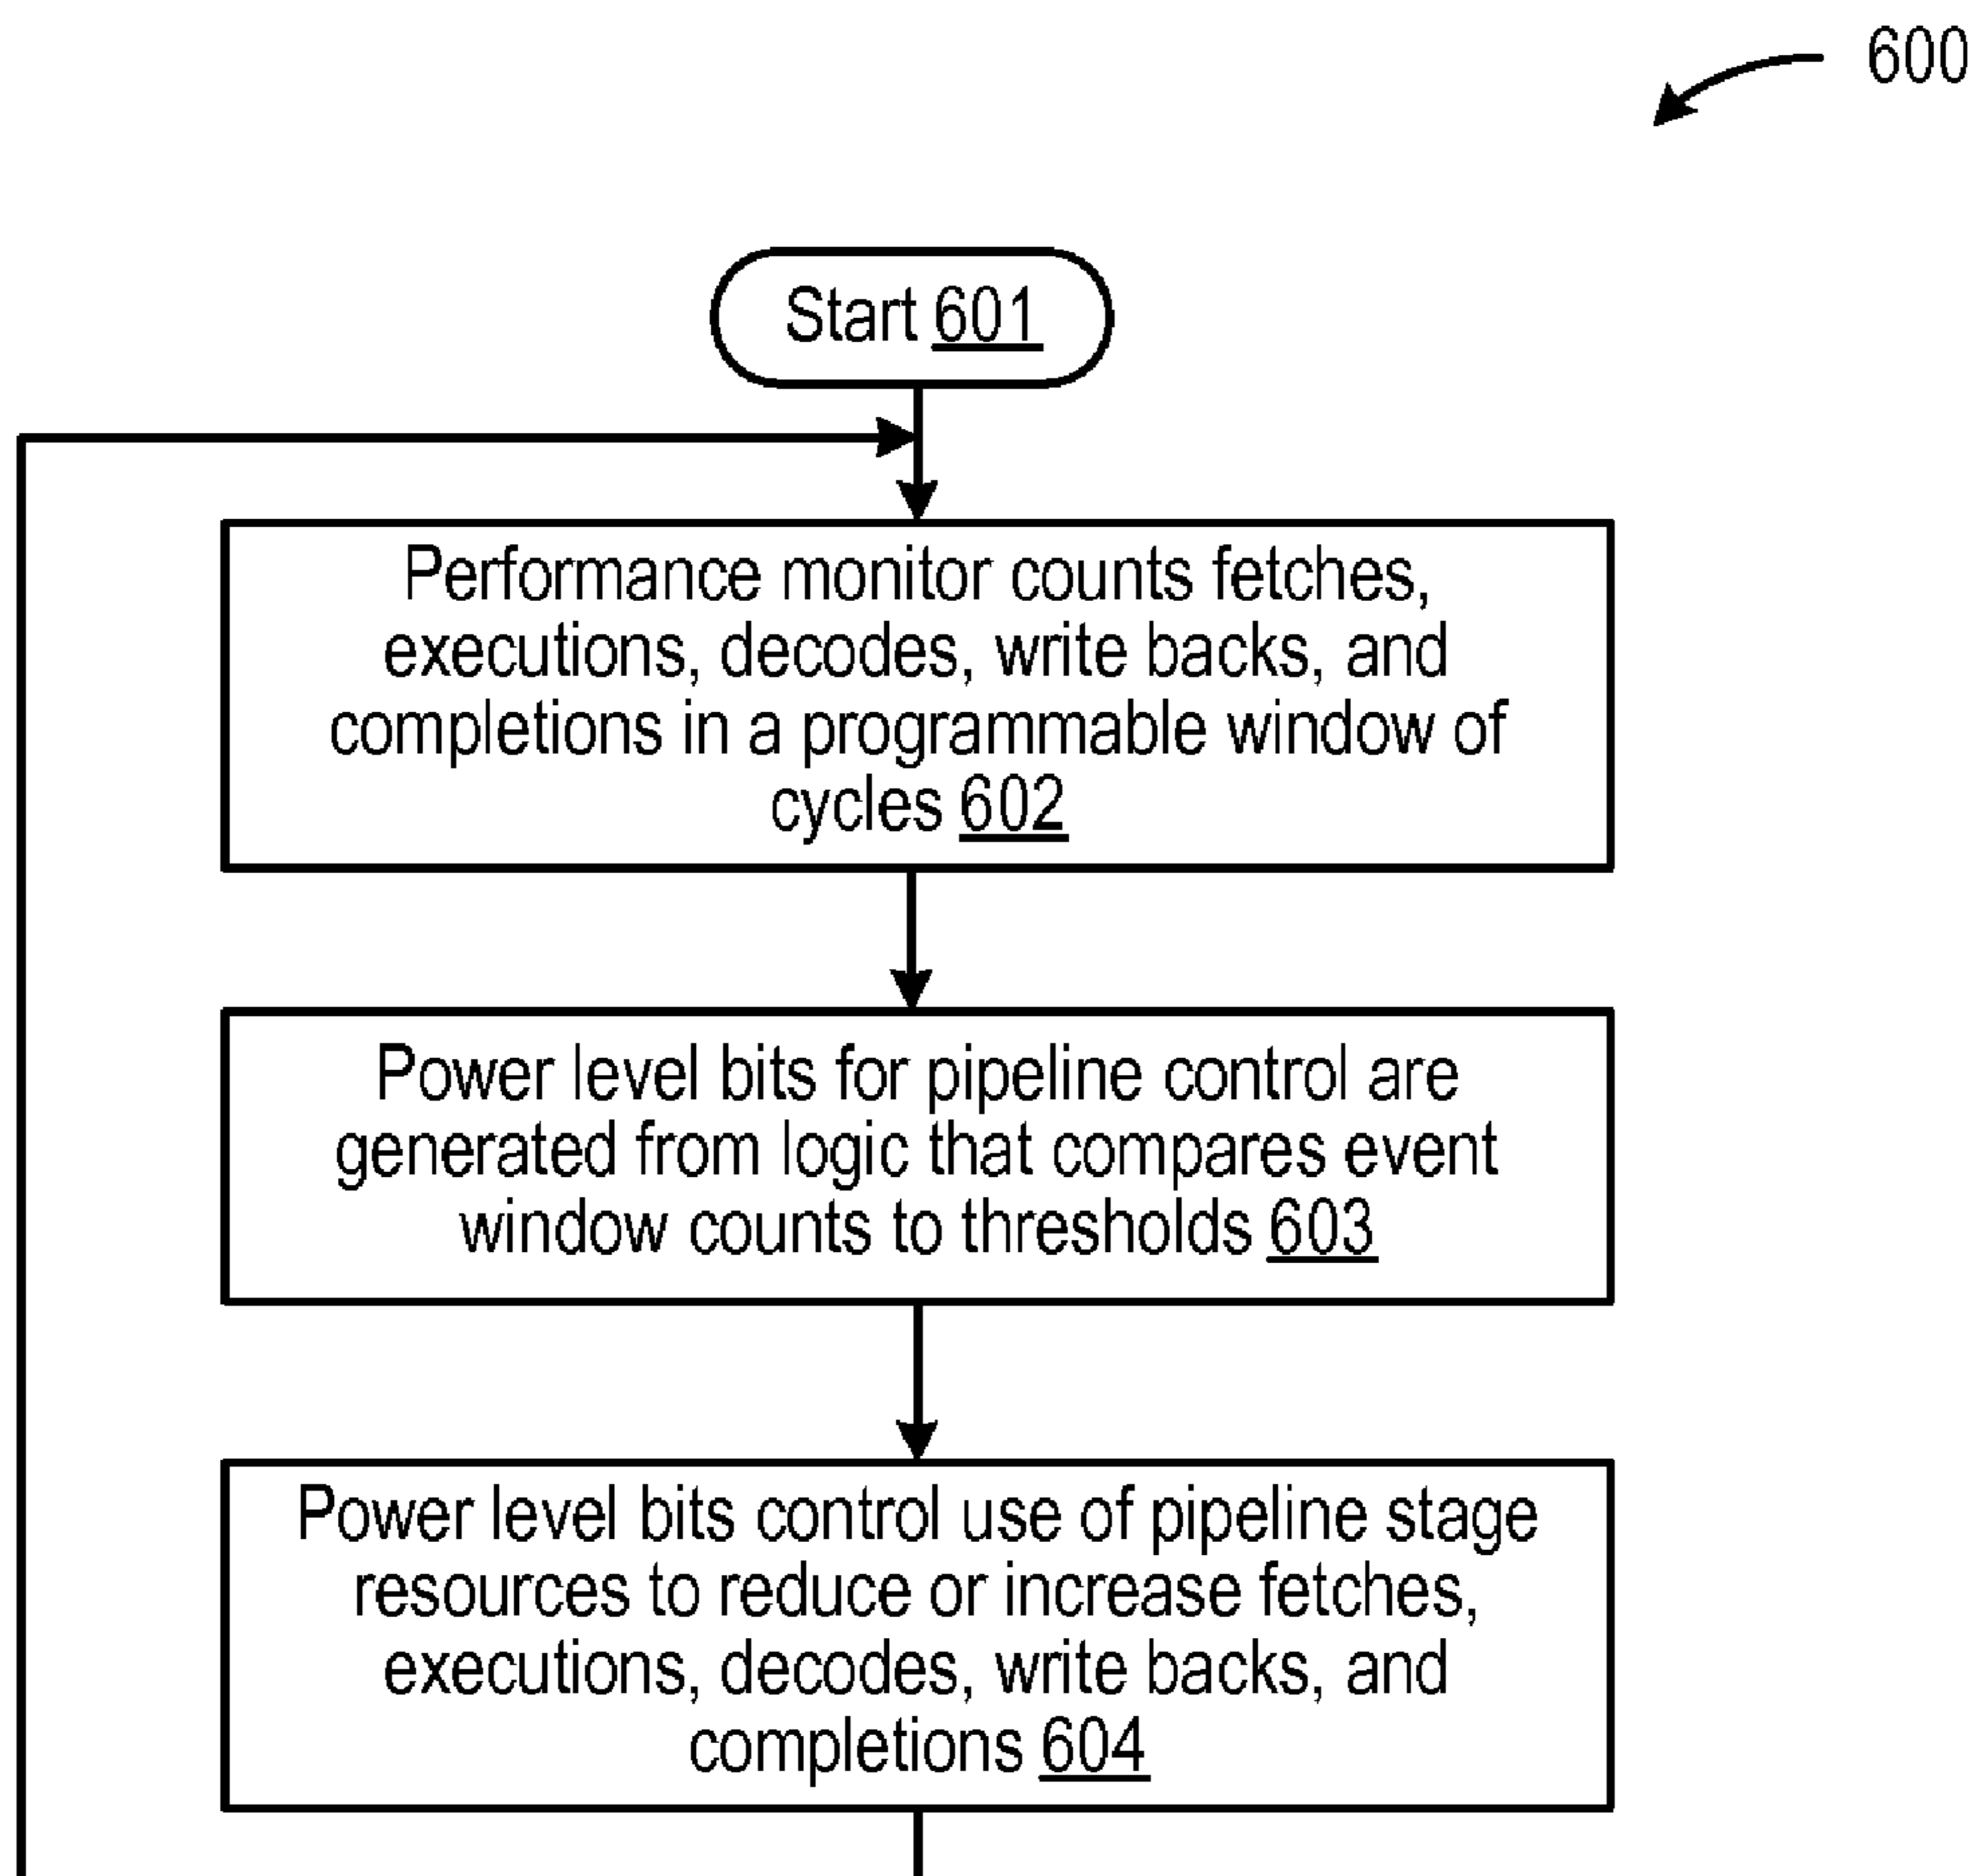 600
Start 601
Performance monitor counts fetches,
executions, decodes, write backs, and
completions in a programmable window of
cycles 602
Power level bits for pipeline control are
generated from logic that compares event
window counts to thresholds 603
Power level bits control use of pipeline stage
resources to reduce or increase fetches,
executions, decodes, write backs, and
completions 604